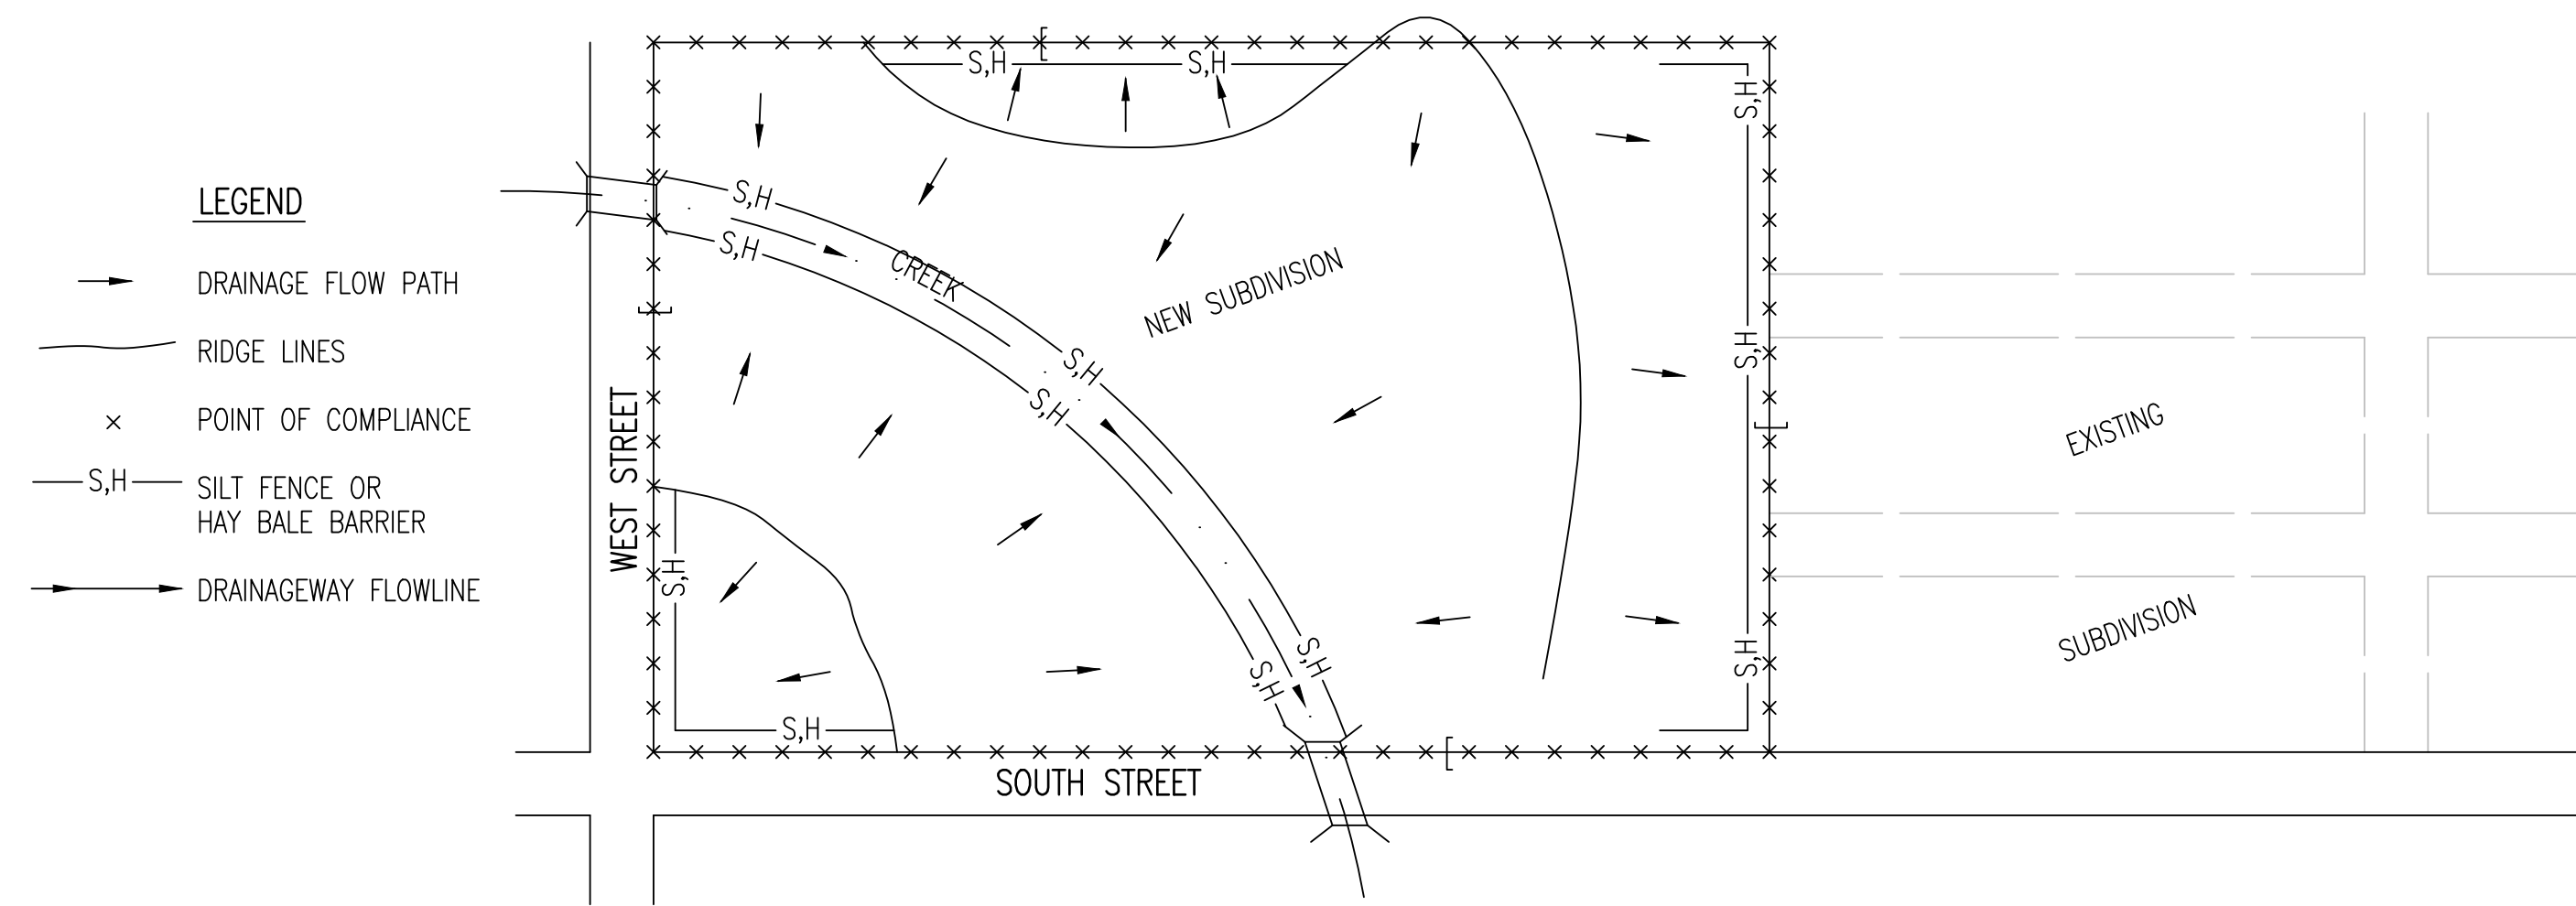 LEGEND
DRAINAGE FLOW PATH
RIDGE LINES
POINT OF COMPLIANCE
S,H
SILT FENCE OR
HAY BALE BARRIER
DRAINAGEWAY FLOWLINE
S,H
S,H
S,H
S,H
S,H
CREEK
NEW SUBDIVISION
S,H
S,H
S,H
WEST STREET
EXISTING
S,H
S,H
S,H
S,H
SUBDIVISION
S,H
SOUTH STREET